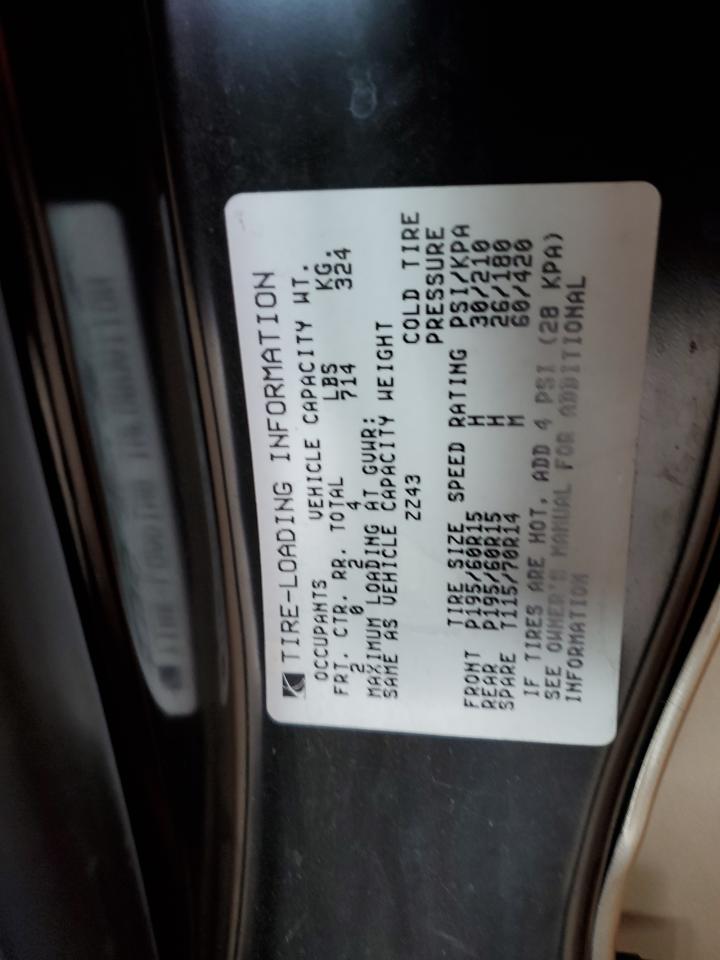 TIRE-LOADING INFORMATION
OCCUPANTS VEHICLE CAPACITY WT.
FRT. CTR. RR. TOTAL LBS KG.
2 0 2 4 714 324
MAXIMUM LOADING AT GVWR:
SAME AS VEHICLE CAPACITY WEIGHT
ZZ43 COLD TIRE
PRESSURE
TIRE SIZE SPEED RATING PSI/KPA
FRONT P195/60R15 H 30/210
REAR P195/60R15 H 26/180
SPARE T115/70R14 M 60/420
IF TIRES ARE HOT, ADD 4 PSI (28 KPA)
SEE OWNER'S MANUAL FOR ADDITIONAL
INFORMATION